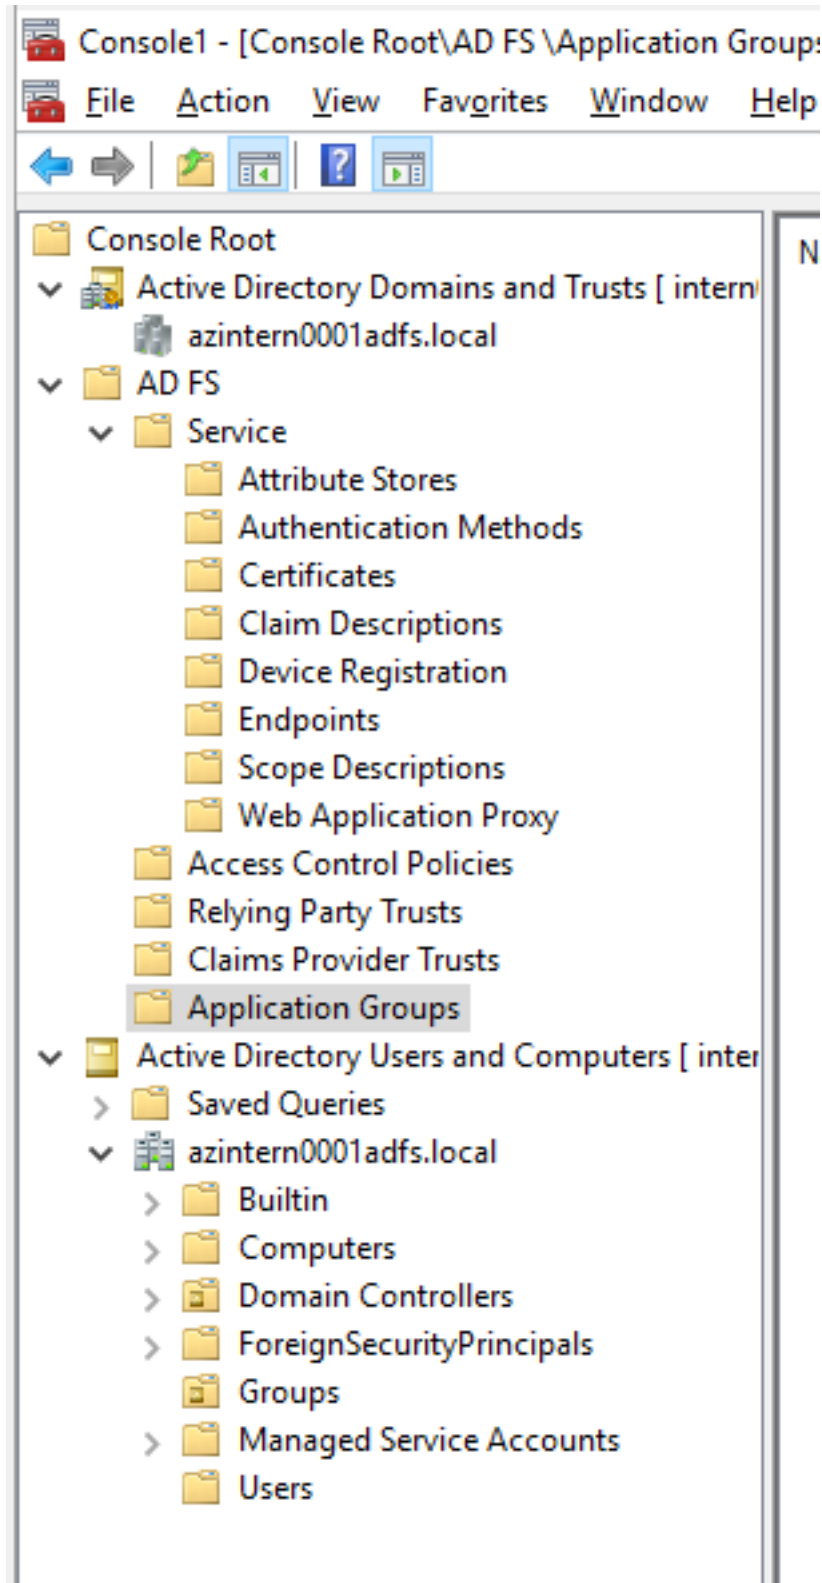 Console1 - [Console Root\AD FS\Application Groups
File Action View Favorites Window Help
Console Root
Active Directory Domains and Trusts [ intern
azintern0001adfs.local
AD FS
Service
Attribute Stores
Authentication Methods
Certificates
Claim Descriptions
Device Registration
Endpoints
Scope Descriptions
Web Application Proxy
Access Control Policies
Relying Party Trusts
Claims Provider Trusts
Application Groups
Active Directory Users and Computers [ inter
Saved Queries
azintern0001adfs.local
Builtin
Computers
Domain Controllers
ForeignSecurityPrincipals
Groups
Managed Service Accounts
Users